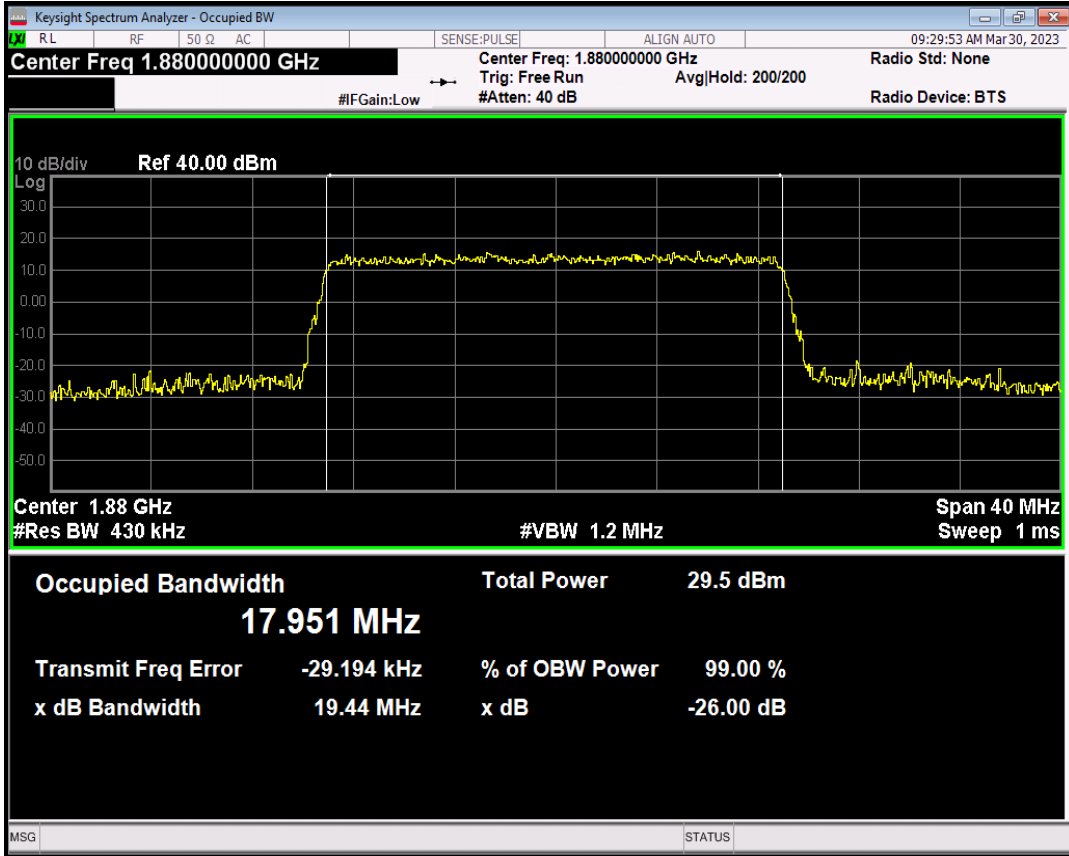 Keysight Spectrum Analyzer - Occupied BW
LXI RL RF 50 Ω AC SENSE:PULSE ALIGN AUTO 09:29:53 AM Mar 30, 2023
Center Freq 1.880000000 GHz Center Freq: 1.880000000 GHz Radio Std: None
Trig: Free Run Avg|Hold: 200/200
#IFGain:Low #Atten: 40 dB Radio Device: BTS
10 dB/div Ref 40.00 dBm
Log
30.0
20.0
10.0
0.00
-10.0
-20.0
-30.0
-40.0
-50.0
Center 1.88 GHz Span 40 MHz
#Res BW 430 kHz #VBW 1.2 MHz Sweep 1 ms
Occupied Bandwidth Total Power 29.5 dBm
17.951 MHz
Transmit Freq Error -29.194 kHz % of OBW Power 99.00 %
x dB Bandwidth 19.44 MHz x dB -26.00 dB
MSG STATUS